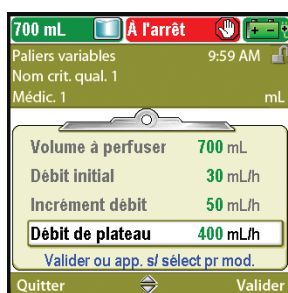 700 mL À l'arrêt
Paliers variables 9:59 AM
Nom crit. qual. 1
Médic. 1 mL
Volume à perfuser 700 mL
Débit initial 30 mL/h
Incrément débit 50 mL/h
Débit de plateau 400 mL/h
Valider ou app. s/ sélect pr mod.
Quitter Valider